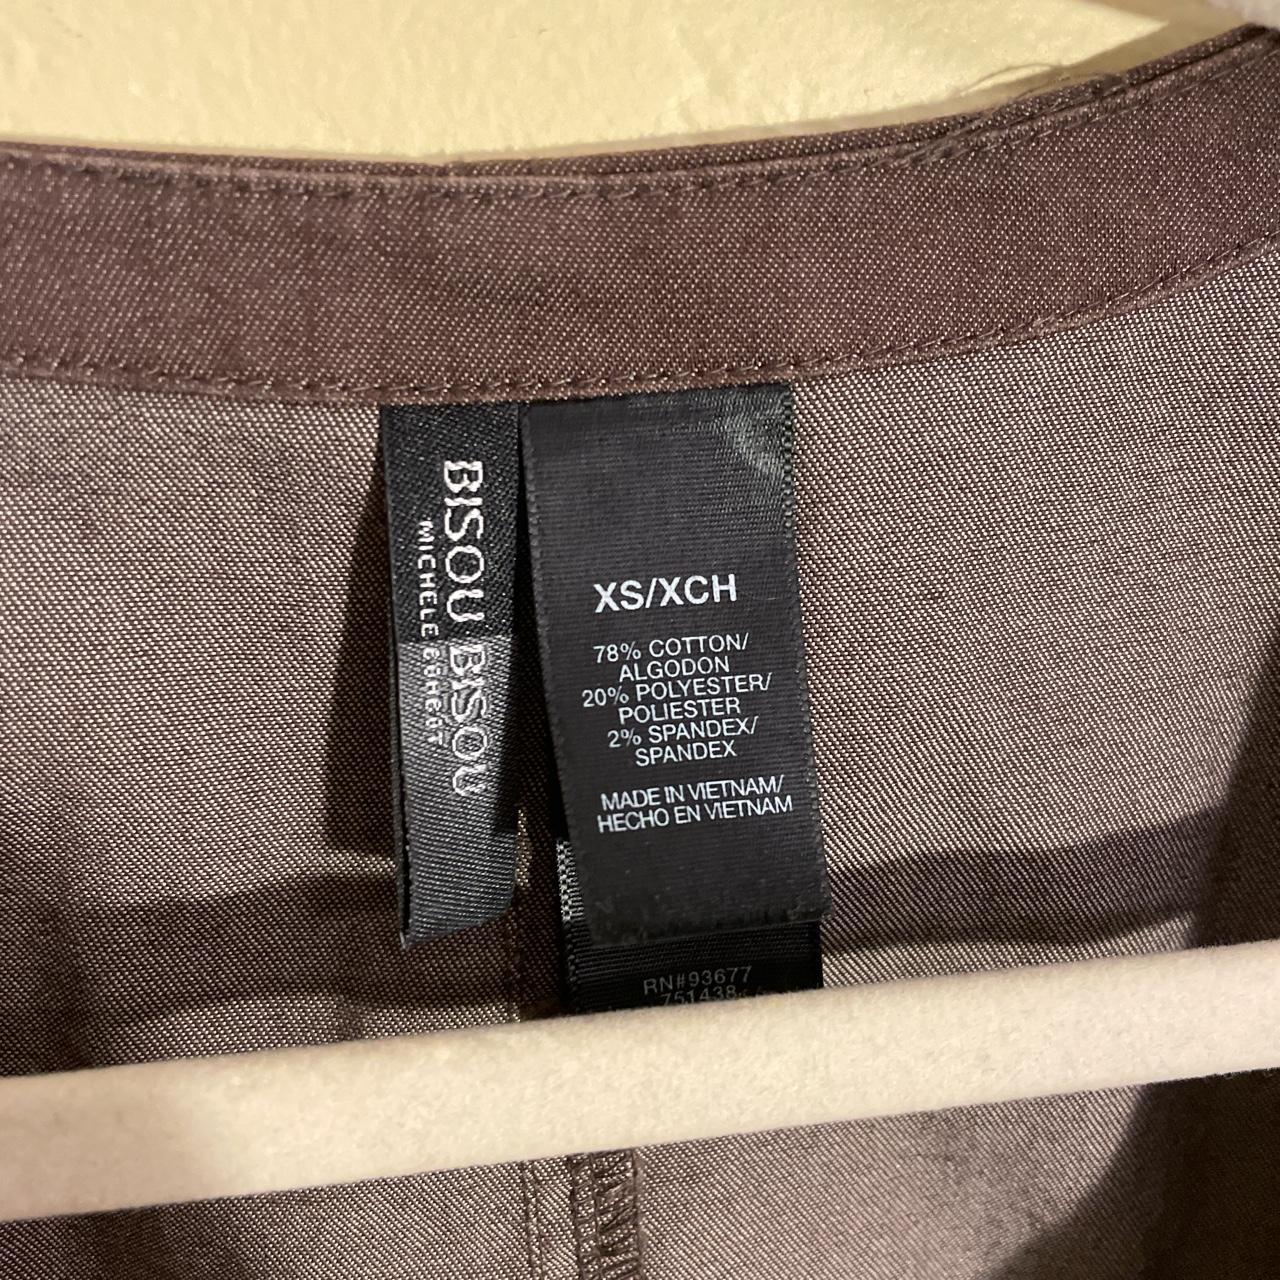 BISOU BISOU
MICHELE BOHBOT
XS/XCH
78% COTTON/
ALGODON
20% POLYESTER/
POLIESTER
2% SPANDEX/
SPANDEX
MADE IN VIETNAM/
HECHO EN VIETNAM
RN#93677
751438